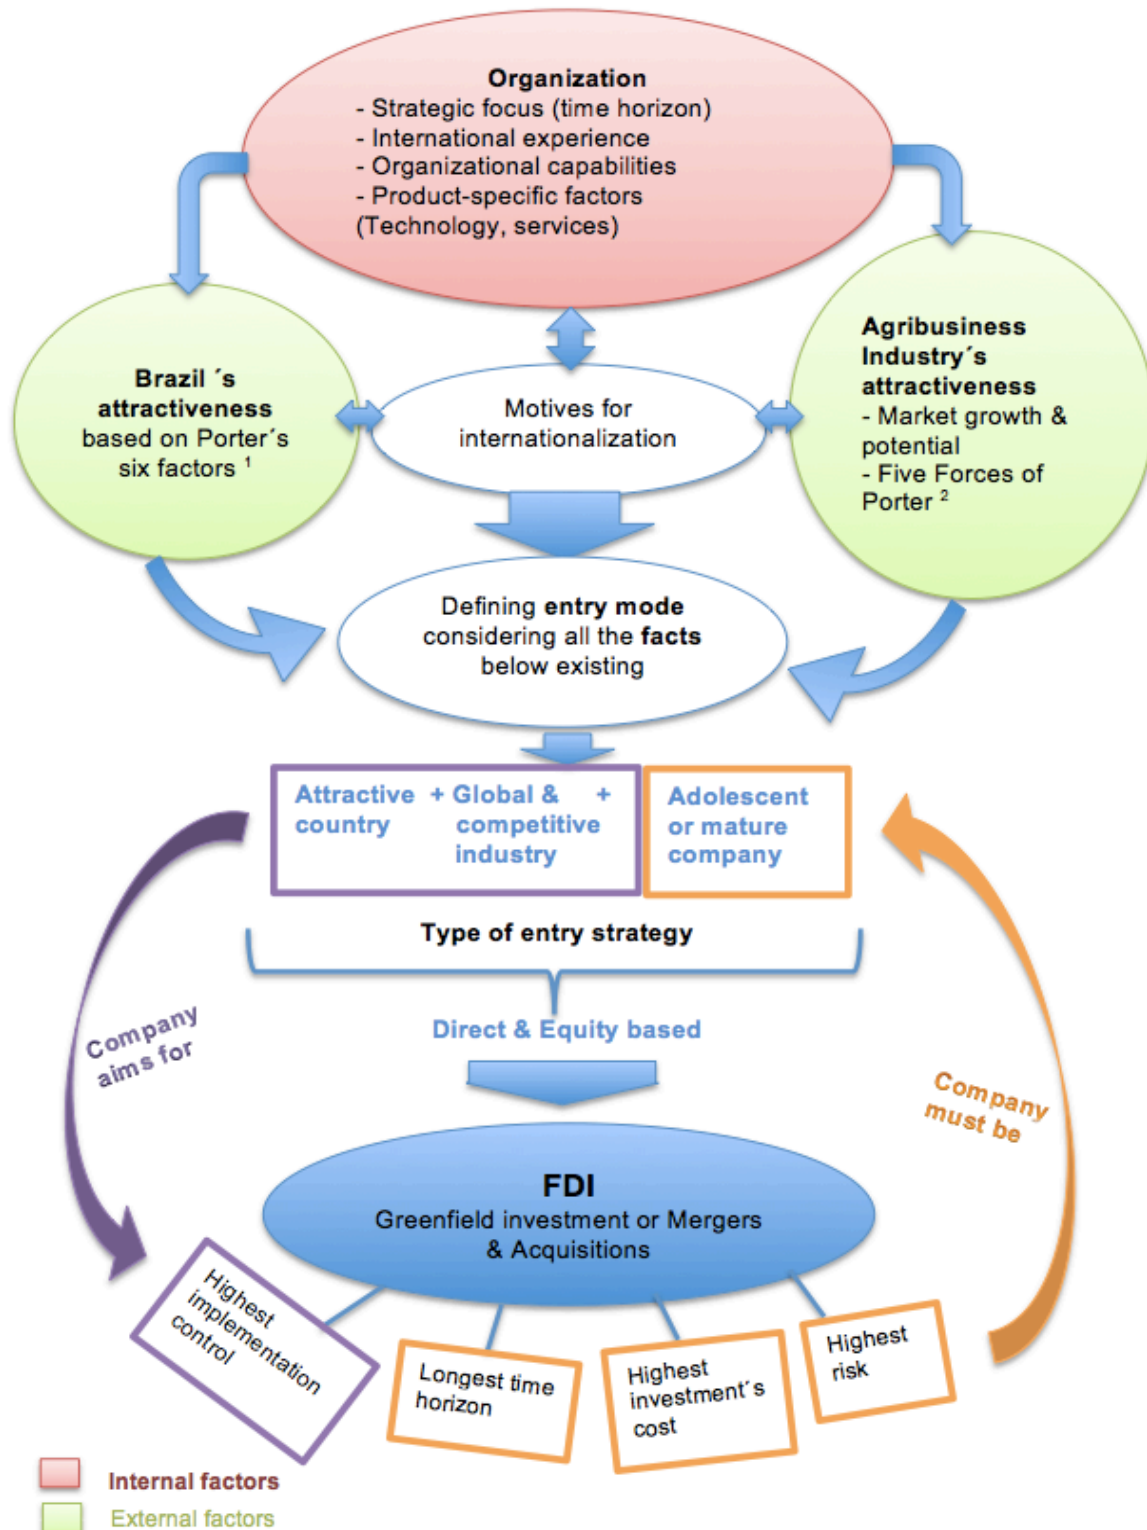 Organization
- Strategic focus (time horizon)
- International experience
- Organizational capabilities
- Product-specific factors
(Technology, services)
Brazil ´s
attractiveness
based on Porter´s
six factors 1
Motives for
internationalization
Agribusiness
Industry´s
attractiveness
- Market growth &
potential
- Five Forces of
Porter 2
Defining entry mode
considering all the facts
below existing
Attractive + Global & +
country competitive
industry
Adolescent
or mature
company
Type of entry strategy
Direct & Equity based
Company
aims for
Company
must be
FDI
Greenfield investment or Mergers
& Acquisitions
Highest
implementation
control
Longest time
horizon
Highest
investment´s
cost
Highest
risk
Internal factors
External factors